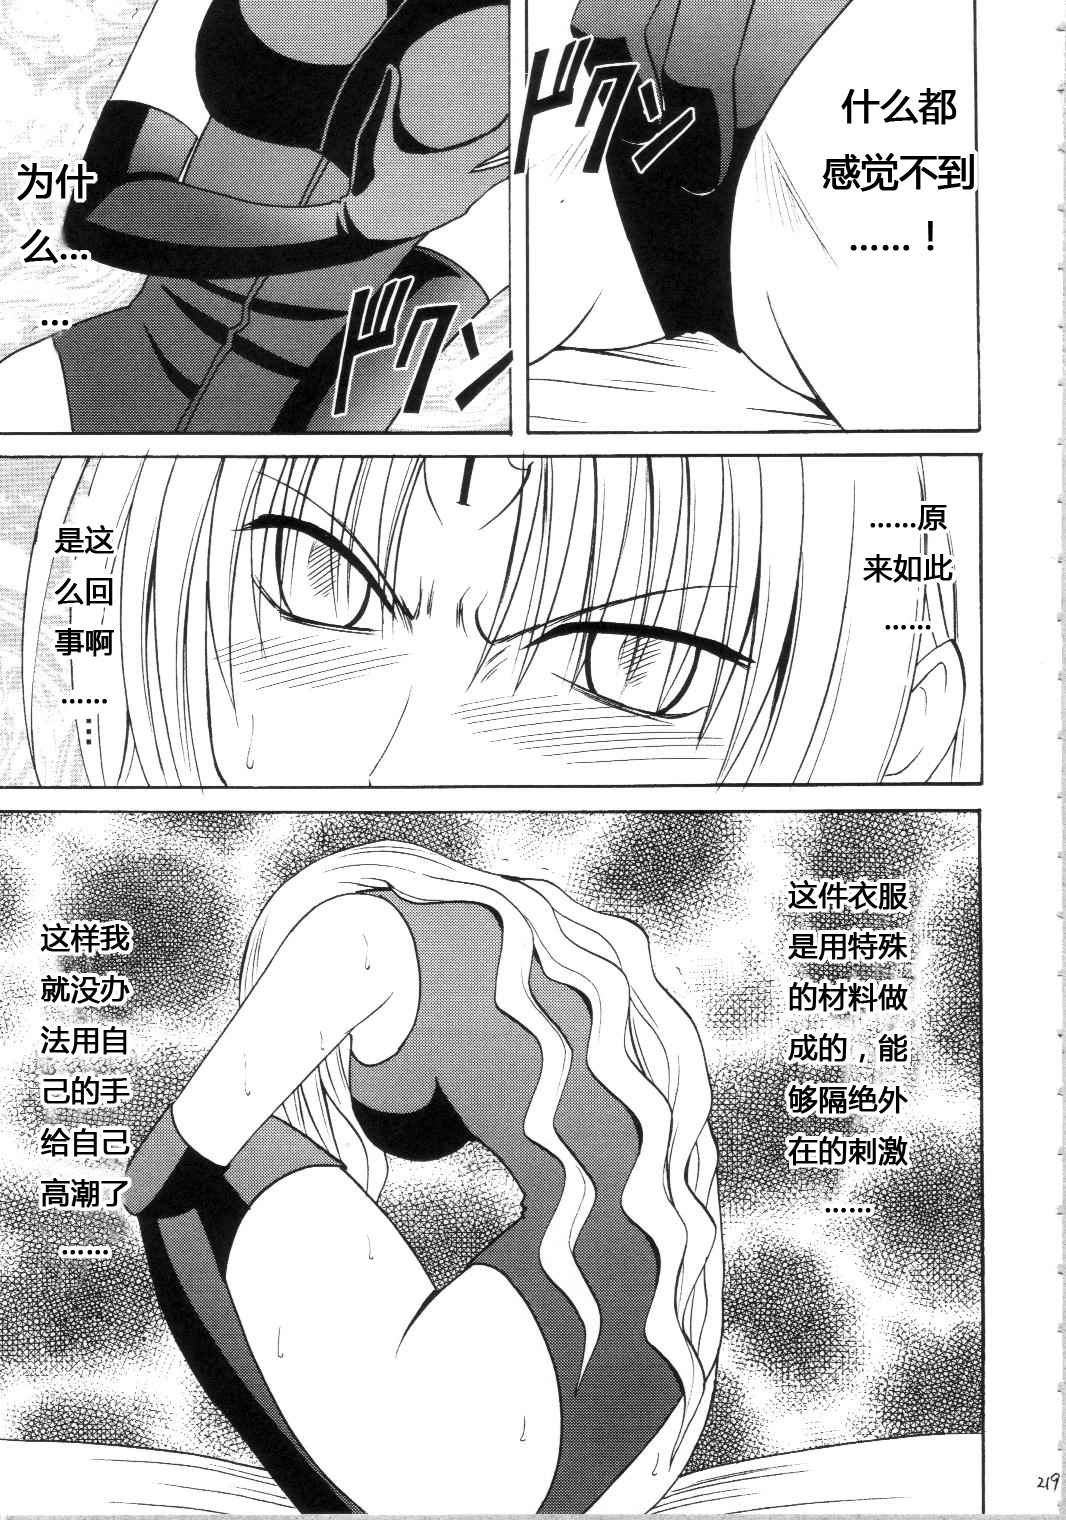 什么都
感觉不到
……！
ドクン
为什
么...
...
ドクン
……原
来如此
……
是这
么回
事啊
……
...
这件衣服
是用特殊
的材料做
成的，能
够隔绝外
在的刺激
……
这样我
就没办
法用自
己的手
给自己
高潮了
……
219